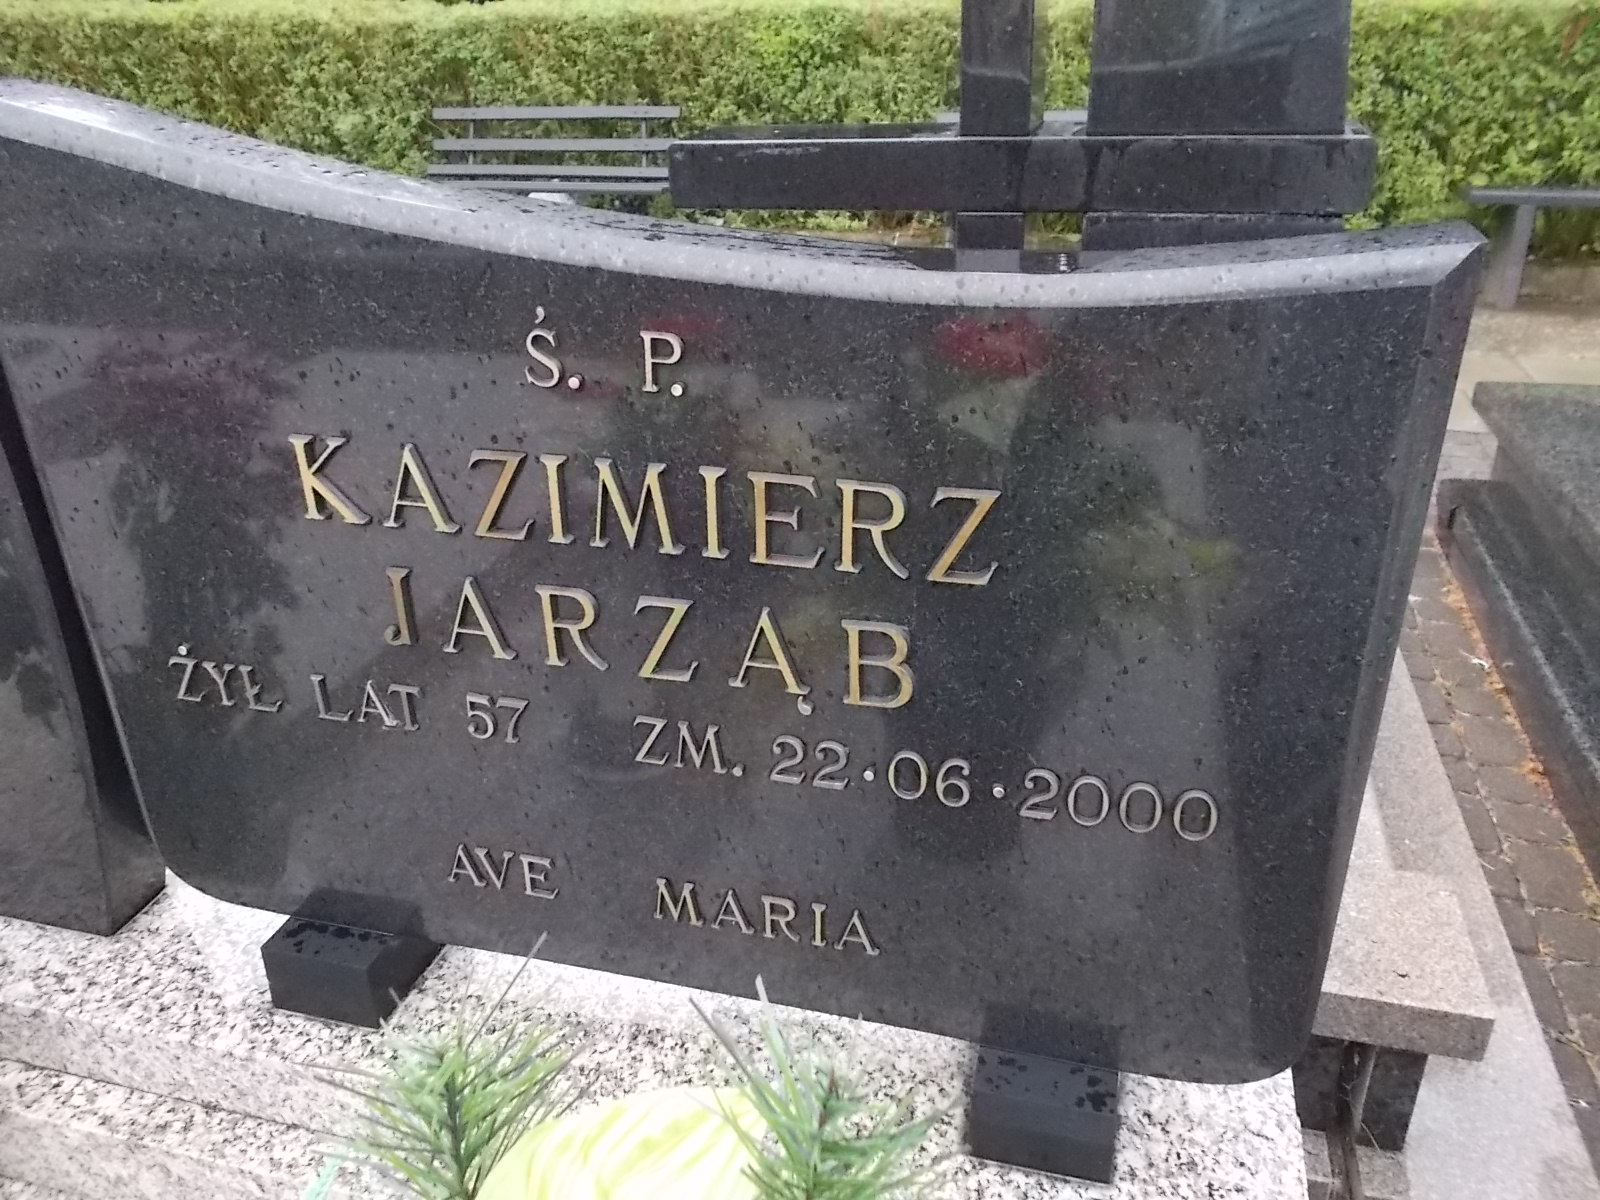 Ś. P.
KAZIMIERZ
JARZĄB
ŻYŁ LAT 57 ZM. 22·06·2000
AVE MARIA